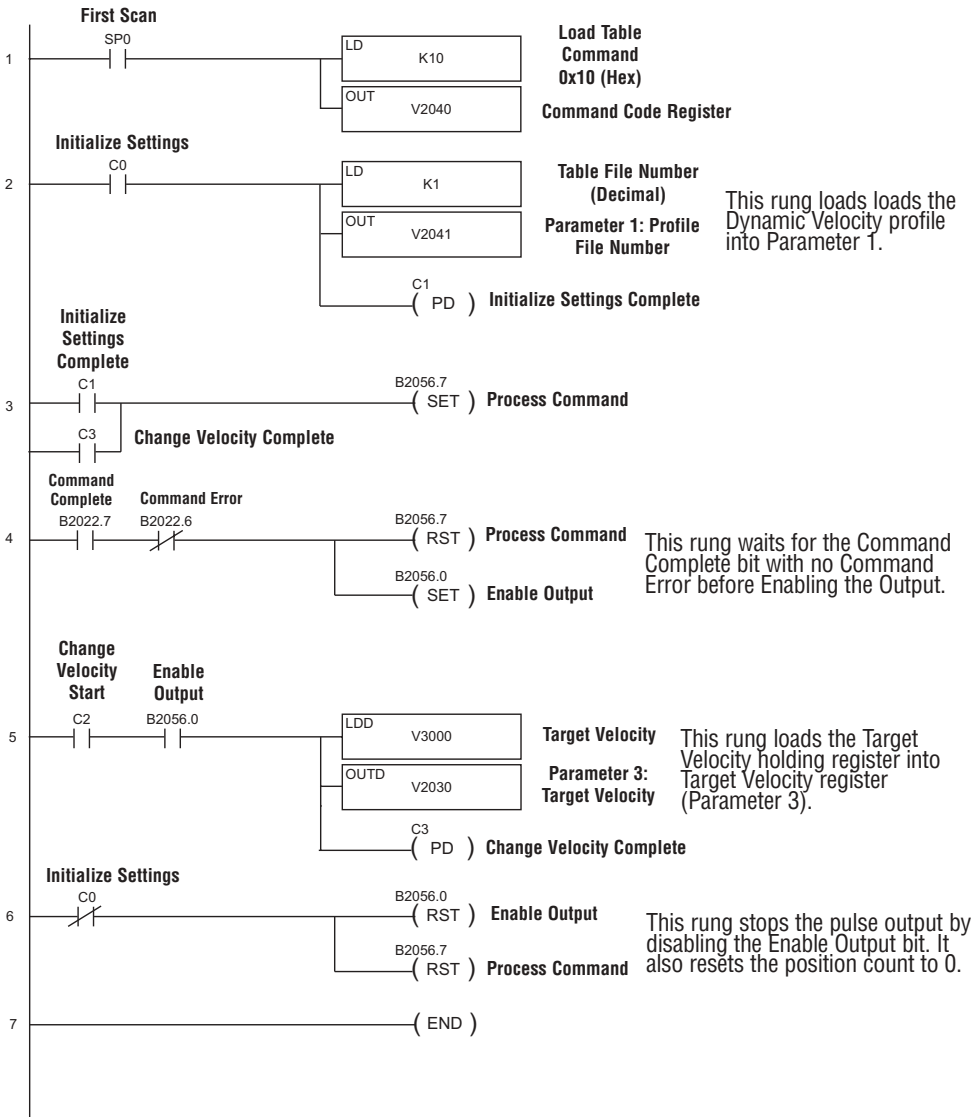 First Scan
SP0
1
LD
K10
Load Table
Command
0x10 (Hex)
OUT
V2040
Command Code Register
Initialize Settings
C0
2
LD
K1
Table File Number
(Decimal)
OUT
V2041
Parameter 1: Profile
File Number
This rung loads loads the
Dynamic Velocity profile
into Parameter 1.
C1
( PD )
Initialize Settings Complete
Initialize
Settings
Complete
C1
3
B2056.7
( SET )
Process Command
C3
Change Velocity Complete
Command
Complete
Command Error
B2022.7
B2022.6
4
B2056.7
( RST )
Process Command
B2056.0
( SET )
Enable Output
This rung waits for the Command
Complete bit with no Command
Error before Enabling the Output.
Change
Velocity
Start
Enable
Output
C2
B2056.0
5
LDD
V3000
Target Velocity
OUTD
V2030
Parameter 3:
Target Velocity
This rung loads the Target
Velocity holding register into
Target Velocity register
(Parameter 3).
C3
( PD )
Change Velocity Complete
Initialize Settings
C0
6
B2056.0
( RST )
Enable Output
B2056.7
( RST )
Process Command
This rung stops the pulse output by
disabling the Enable Output bit. It
also resets the position count to 0.
7
( END )